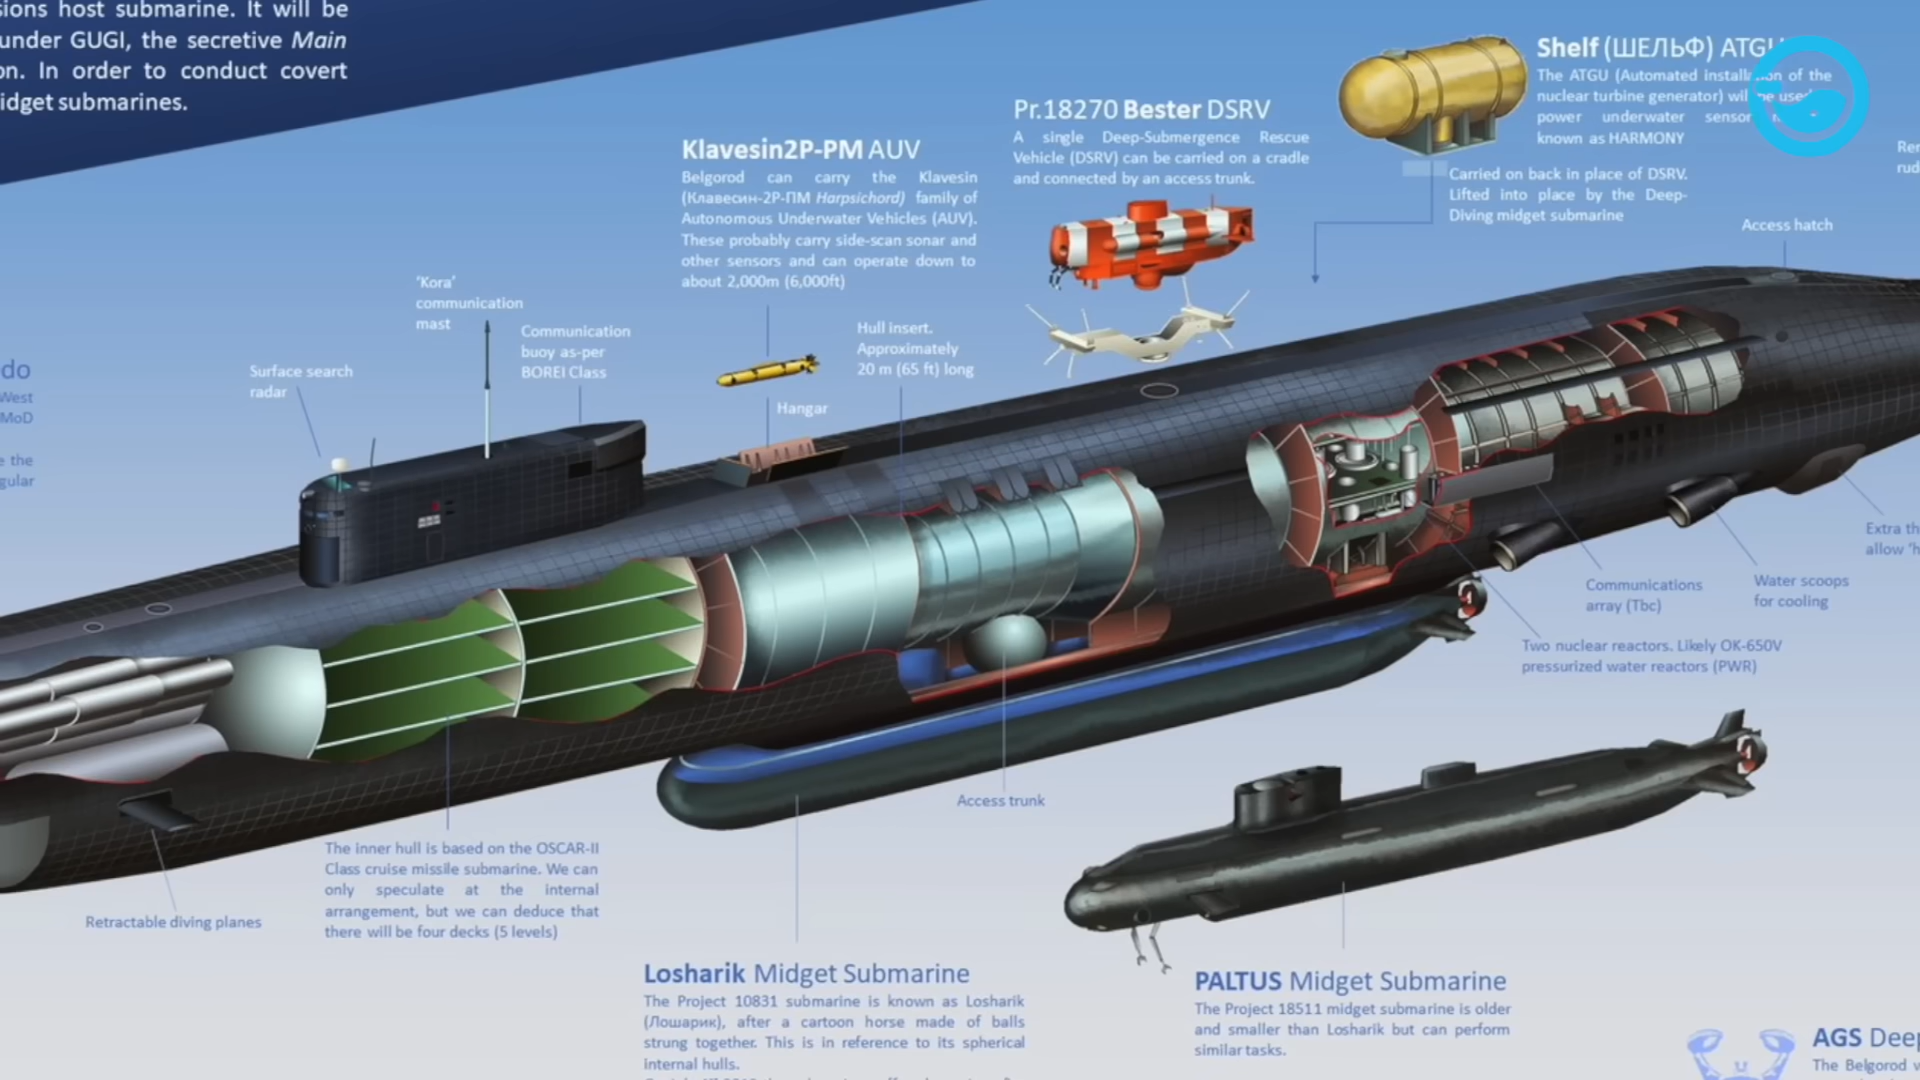 sions host submarine. It will be
under GUGI, the secretive Main
on. In order to conduct covert
idget submarines.
Klavesin2P-PM AUV
Belgorod can carry the Klavesin
(Клавесин-2Р-ПМ Harpsichord) family of
Autonomous Underwater Vehicles (AUV).
These probably carry side-scan sonar and
other sensors and can operate down to
about 2,000m (6,000ft)
Pr.18270 Bester DSRV
A single Deep-Submergence Rescue
Vehicle (DSRV) can be carried on a cradle
and connected by an access trunk.
Shelf (ШЕЛЬФ) ATGU
The ATGU (Automated installation of the
nuclear turbine generator) will be used
power underwater sensor
known as HARMONY
Carried on back in place of DSRV.
Lifted into place by the Deep-
Diving midget submarine
Access hatch
Rem
rud
'Kora'
communication
mast
Communication
buoy as-per
BOREI Class
Surface search
radar
Hull insert.
Approximately
20 m (65 ft) long
Hangar
do
West
MoD
e the
gular
Extra th
allow 'h
Communications
array (Tbc)
Water scoops
for cooling
Two nuclear reactors. Likely OK-650V
pressurized water reactors (PWR)
Access trunk
Retractable diving planes
The inner hull is based on the OSCAR-II
Class cruise missile submarine. We can
only speculate at the internal
arrangement, but we can deduce that
there will be four decks (5 levels)
Losharik Midget Submarine
The Project 10831 submarine is known as Losharik
(Лошарик), after a cartoon horse made of balls
strung together. This is in reference to its spherical
internal hulls.
PALTUS Midget Submarine
The Project 18511 midget submarine is older
and smaller than Losharik but can perform
similar tasks.
AGS Deep
The Belgorod w